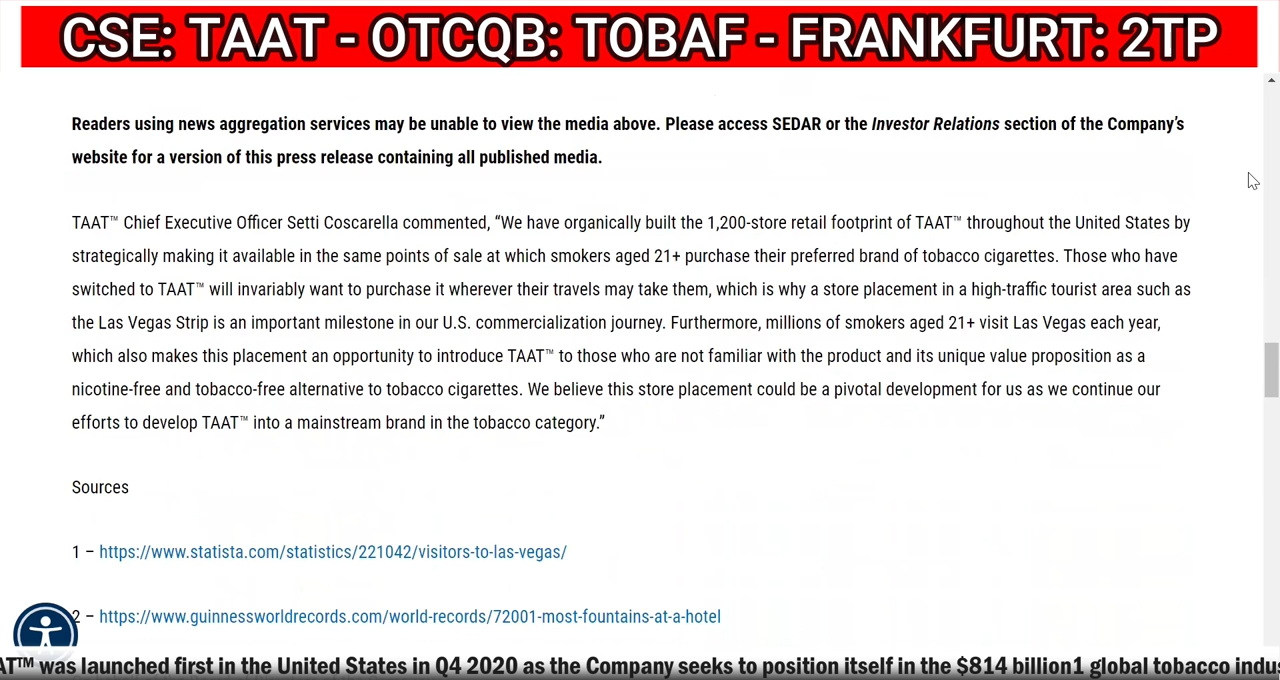 CSE: TAAT - OTCQB: TOBAF - FRANKFURT: 2TP
Readers using news aggregation services may be unable to view the media above. Please access SEDAR or the Investor Relations section of the Company’s
website for a version of this press release containing all published media.
TAAT™ Chief Executive Officer Setti Coscarella commented, “We have organically built the 1,200-store retail footprint of TAAT™ throughout the United States by
strategically making it available in the same points of sale at which smokers aged 21+ purchase their preferred brand of tobacco cigarettes. Those who have
switched to TAAT™ will invariably want to purchase it wherever their travels may take them, which is why a store placement in a high-traffic tourist area such as
the Las Vegas Strip is an important milestone in our U.S. commercialization journey. Furthermore, millions of smokers aged 21+ visit Las Vegas each year,
which also makes this placement an opportunity to introduce TAAT™ to those who are not familiar with the product and its unique value proposition as a
nicotine-free and tobacco-free alternative to tobacco cigarettes. We believe this store placement could be a pivotal development for us as we continue our
efforts to develop TAAT™ into a mainstream brand in the tobacco category.”
Sources
1 – https://www.statista.com/statistics/221042/visitors-to-las-vegas/
2 – https://www.guinnessworldrecords.com/world-records/72001-most-fountains-at-a-hotel
AT™ was launched first in the United States in Q4 2020 as the Company seeks to position itself in the $814 billion1 global tobacco indus